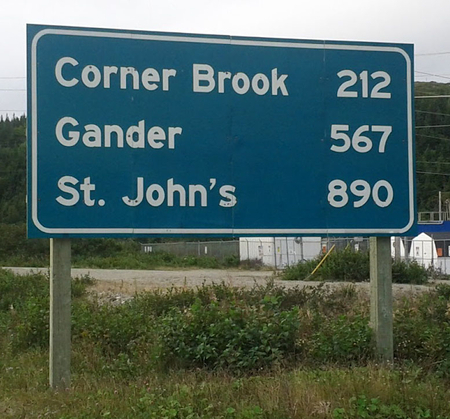 Corner Brook 212
Gander 567
St. John's 890